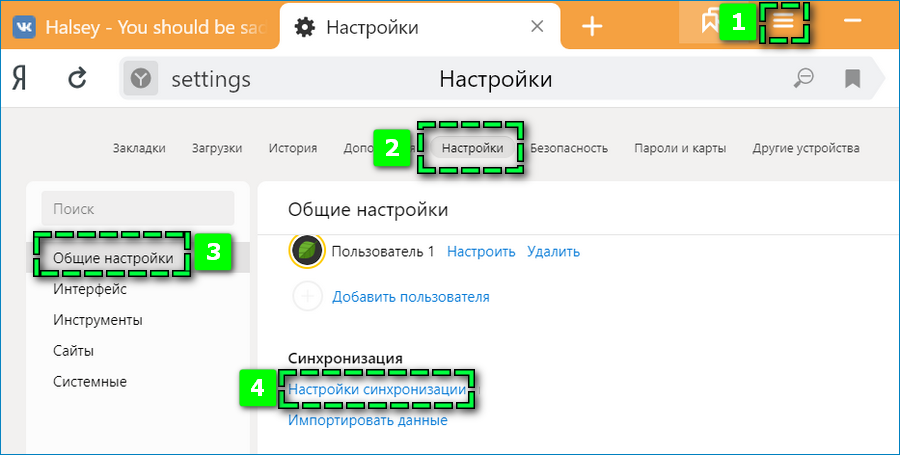 Halsey - You should be sad
Настройки
1
Я
settings
Настройки
Закладки Загрузки История 2 Настройки Безопасность Пароли и карты Другие устройства
Поиск
Общие настройки
Пользователь 1 Настроить Удалить
Общие настройки 3
Интерфейс
Добавить пользователя
Инструменты
Сайты
Синхронизация
Системные
4 Настройки синхронизации
Импортировать данные